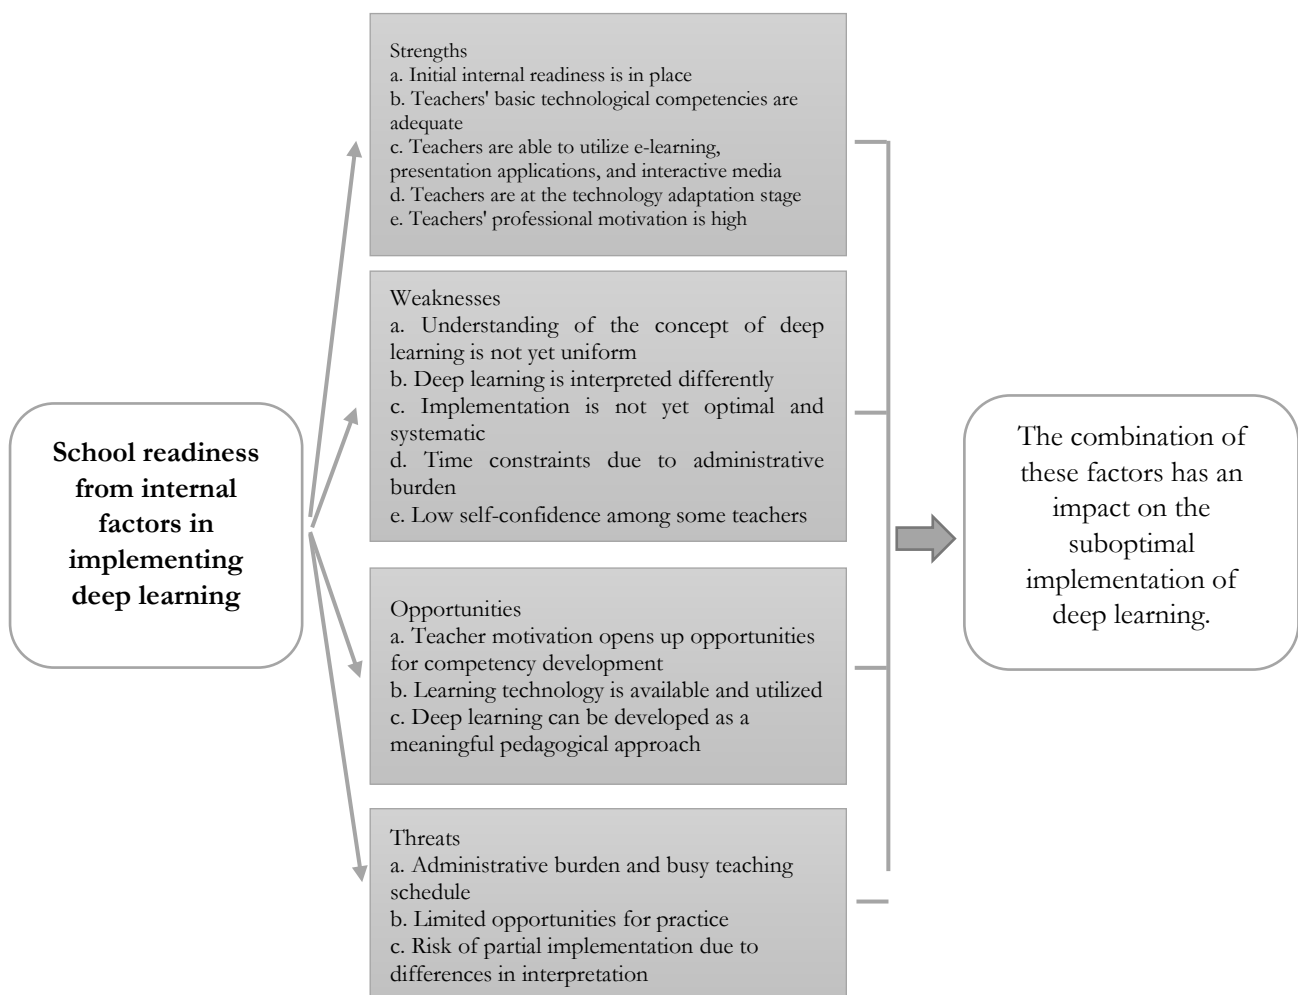 School readiness
from internal
factors in
implementing
deep learning
Strengths
a. Initial internal readiness is in place
b. Teachers' basic technological competencies are
adequate
c. Teachers are able to utilize e-learning,
presentation applications, and interactive media
d. Teachers are at the technology adaptation stage
e. Teachers' professional motivation is high
Weaknesses
a. Understanding of the concept of deep
learning is not yet uniform
b. Deep learning is interpreted differently
c. Implementation is not yet optimal and
systematic
d. Time constraints due to administrative
burden
e. Low self-confidence among some teachers
Opportunities
a. Teacher motivation opens up opportunities
for competency development
b. Learning technology is available and utilized
c. Deep learning can be developed as a
meaningful pedagogical approach
Threats
a. Administrative burden and busy teaching
schedule
b. Limited opportunities for practice
c. Risk of partial implementation due to
differences in interpretation
The combination of
these factors has an
impact on the
suboptimal
implementation of
deep learning.